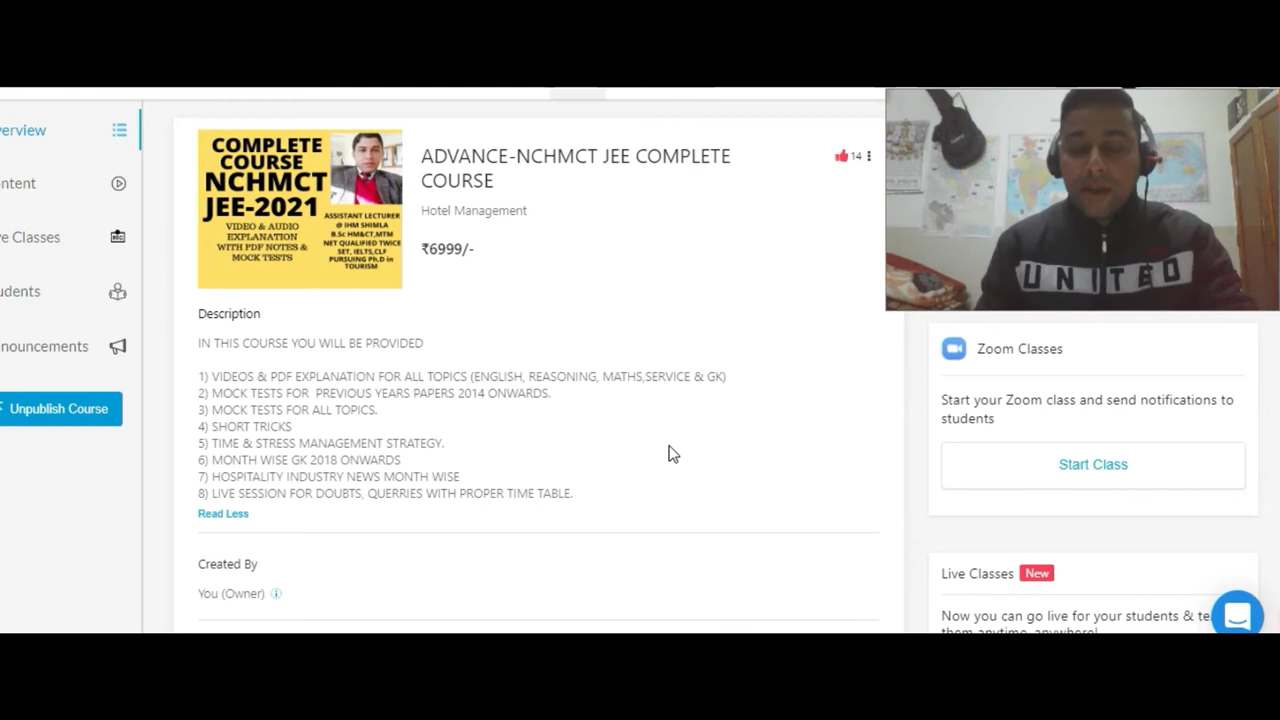 verview
ntent
e Classes
REC
udents
nouncements
Unpublish Course
COMPLETE
COURSE
NCHMCT
JEE-2021
VIDEO & AUDIO
EXPLANATION
WITH PDF NOTES &
MOCK TESTS
ASSISTANT LECTURER
@ IHM SHIMLA
B.Sc HM&CT,MTM
NET QUALIFIED TWICE
SET, IELTS,CLF
PURSUING Ph.D in
TOURISM
ADVANCE-NCHMCT JEE COMPLETE
COURSE
Hotel Management
₹6999/-
14
Description
IN THIS COURSE YOU WILL BE PROVIDED
1) VIDEOS & PDF EXPLANATION FOR ALL TOPICS (ENGLISH, REASONING, MATHS,SERVICE & GK)
2) MOCK TESTS FOR PREVIOUS YEARS PAPERS 2014 ONWARDS.
3) MOCK TESTS FOR ALL TOPICS.
4) SHORT TRICKS
5) TIME & STRESS MANAGEMENT STRATEGY.
6) MONTH WISE GK 2018 ONWARDS
7) HOSPITALITY INDUSTRY NEWS MONTH WISE
8) LIVE SESSION FOR DOUBTS, QUERRIES WITH PROPER TIME TABLE.
Read Less
Created By
You (Owner)
UNITED
Zoom Classes
Start your Zoom class and send notifications to
students
Start Class
Live Classes New
Now you can go live for your students & te
them anytime, anywhere!